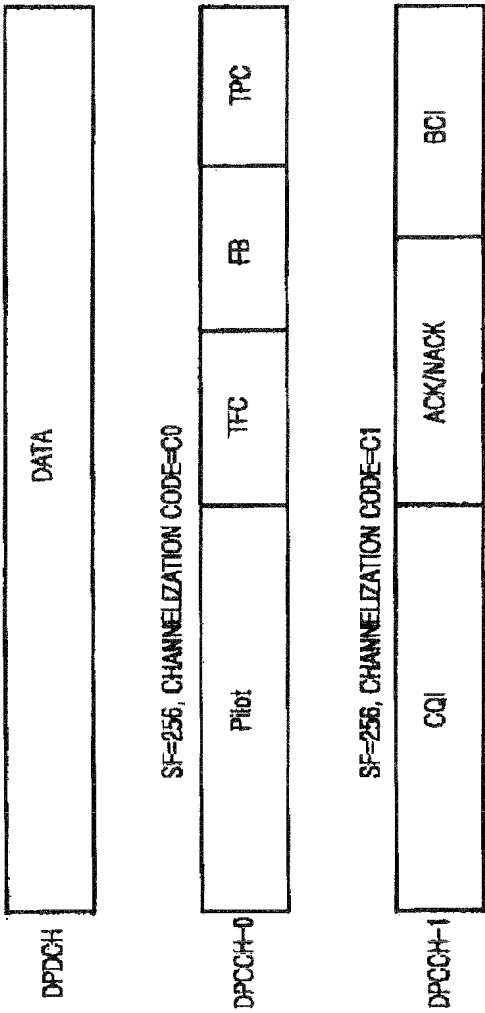 DPDCH
DATA
SF=256, CHANNELIZATION CODE=C0
DPCCH-0
Pilot
TFC
FB
TPC
SF=256, CHANNELIZATION CODE=C1
DPCCH-1
CQI
ACK/NACK
BCI